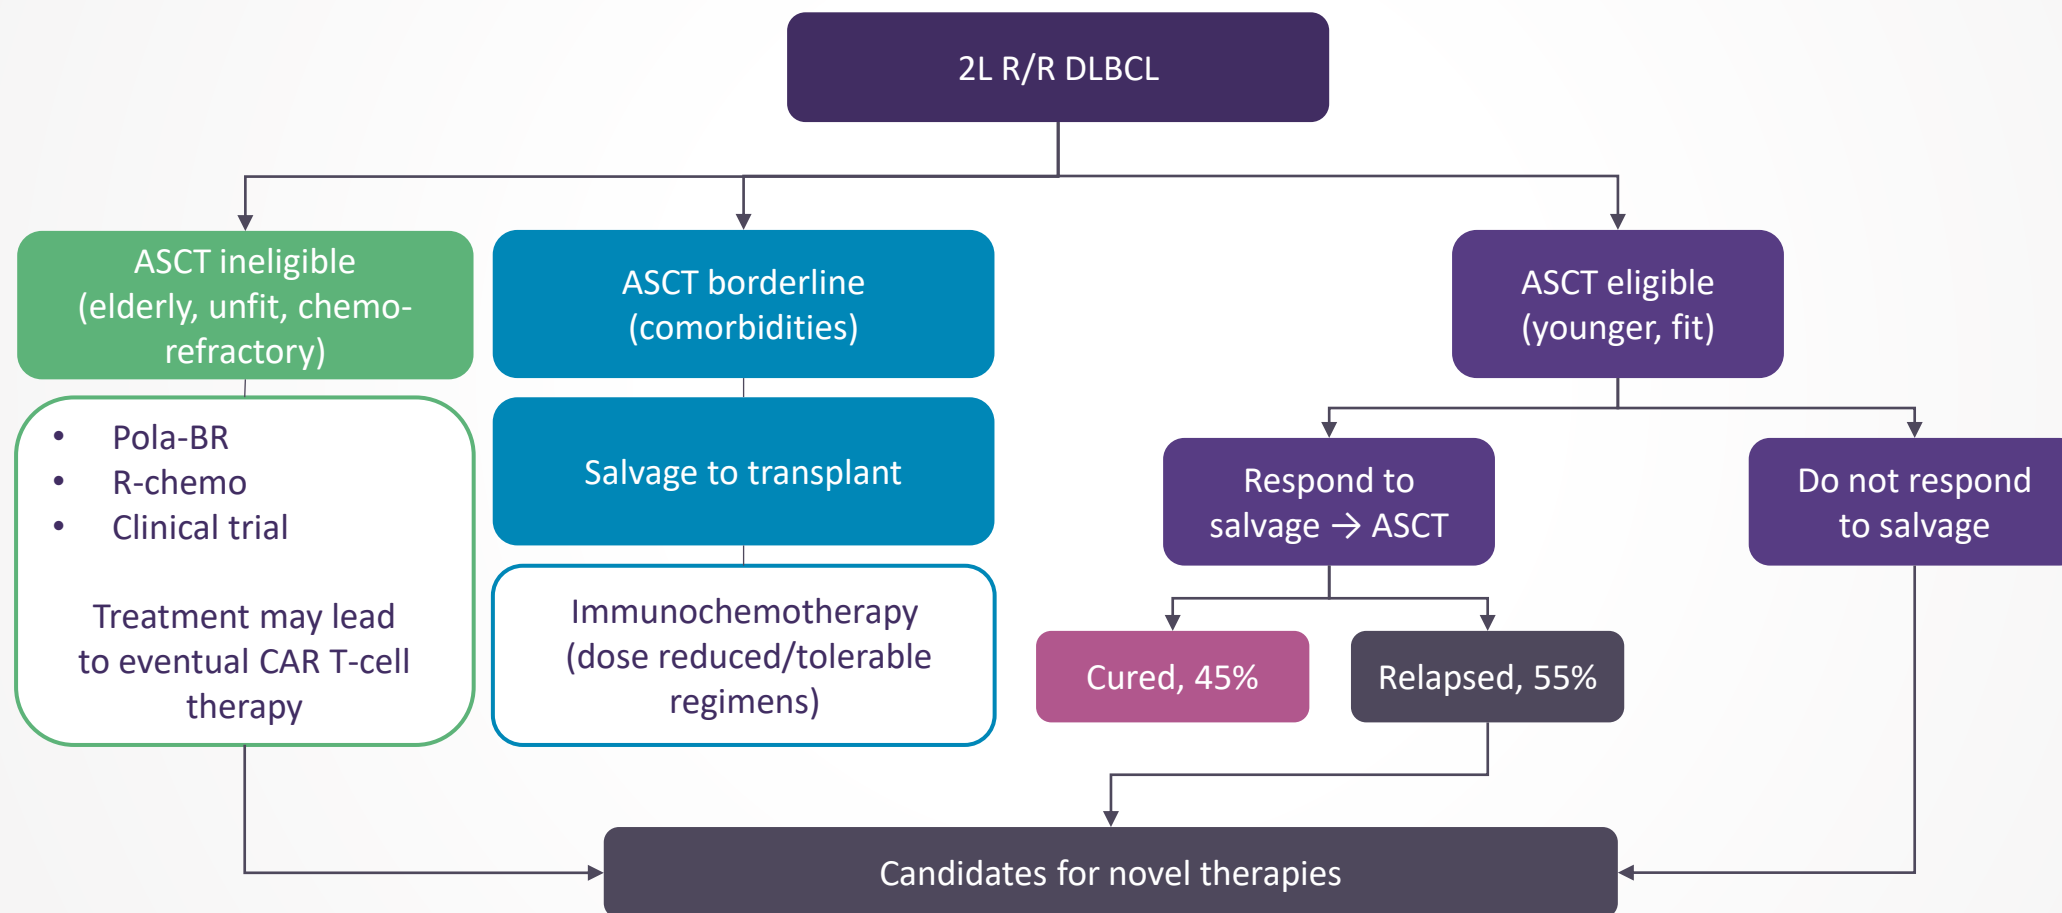 2L R/R DLBCL
ASCT ineligible
(elderly, unfit, chemo-
refractory)
• Pola-BR
• R-chemo
• Clinical trial
Treatment may lead
to eventual CAR T-cell
therapy
ASCT borderline
(comorbidities)
Salvage to transplant
Immunochemotherapy
(dose reduced/tolerable
regimens)
ASCT eligible
(younger, fit)
Respond to
salvage → ASCT
Do not respond
to salvage
Cured, 45%
Relapsed, 55%
Candidates for novel therapies